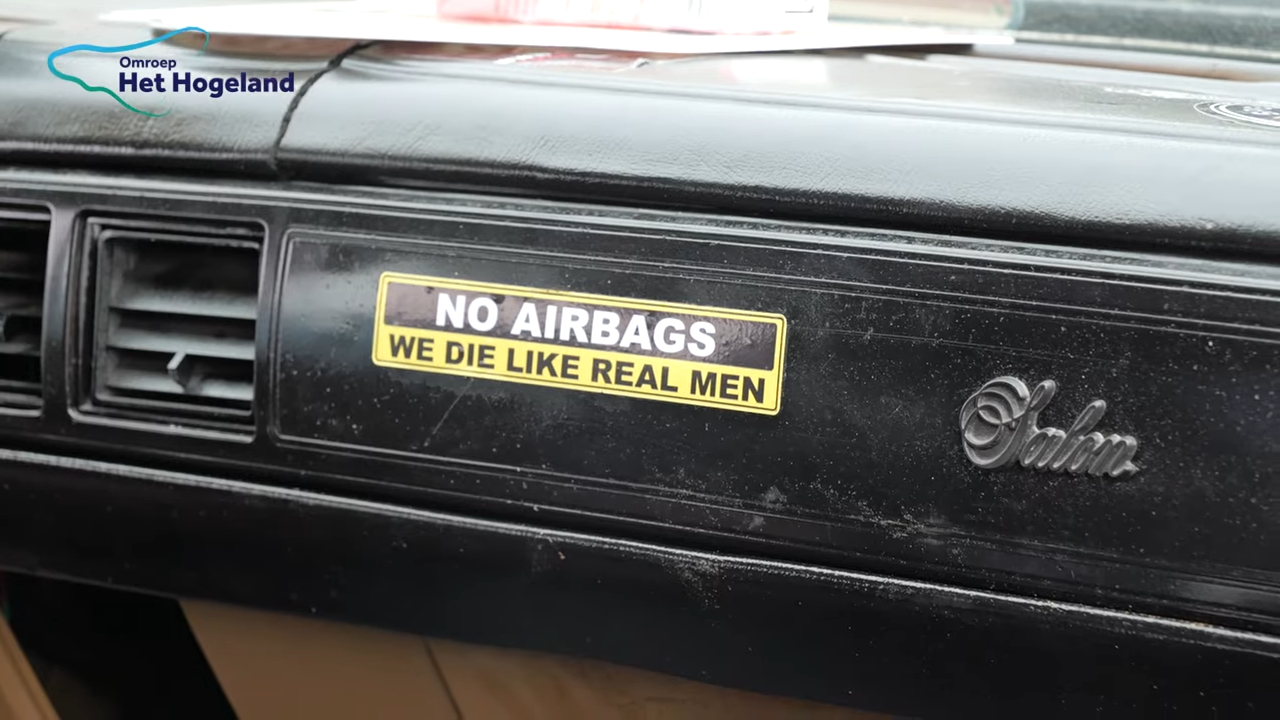 Omroep
Het Hogeland
NO AIRBAGS
WE DIE LIKE REAL MEN
Salon